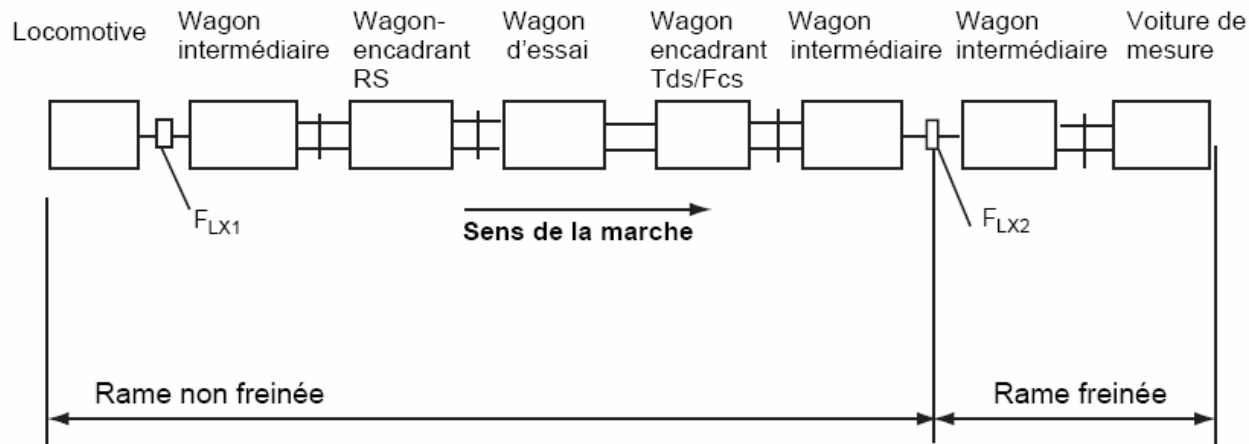 Locomotive
Wagon
intermédiaire
Wagon-
encadrant
RS
Wagon
d'essai
Wagon
encadrant
Tds/Fcs
Wagon
intermédiaire
Wagon
intermédiaire
Voiture de
mesure
FLX1
Sens de la marche
FLX2
Rame non freinée
Rame freinée